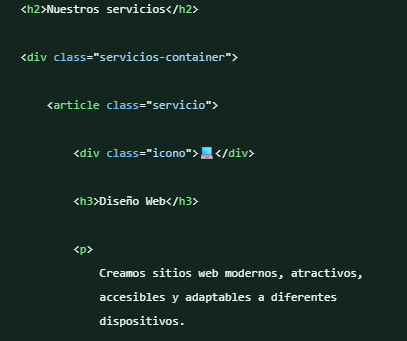 <h2>Nuestros servicios</h2>
<div class="servicios-container">
<article class="servicio">
<div class="icono">💻</div>
<h3>Diseño Web</h3>
<p>
Creamos sitios web modernos, atractivos,
accesibles y adaptables a diferentes
dispositivos.